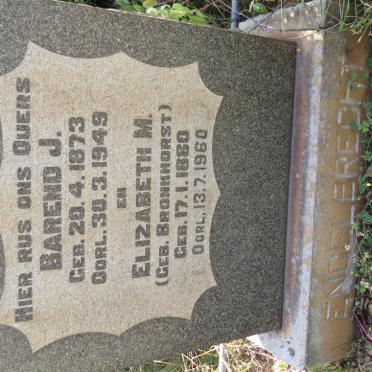 HIER RUS ONS OUERS
BAREND J.
GEB. 20.4.1873
OORL. 30.3.1949
EN
ELIZABETH M.
(GEB. BRONKHORST)
GEB. 17.1.1880
OORL. 13.7.1960
ENGELBRECHT